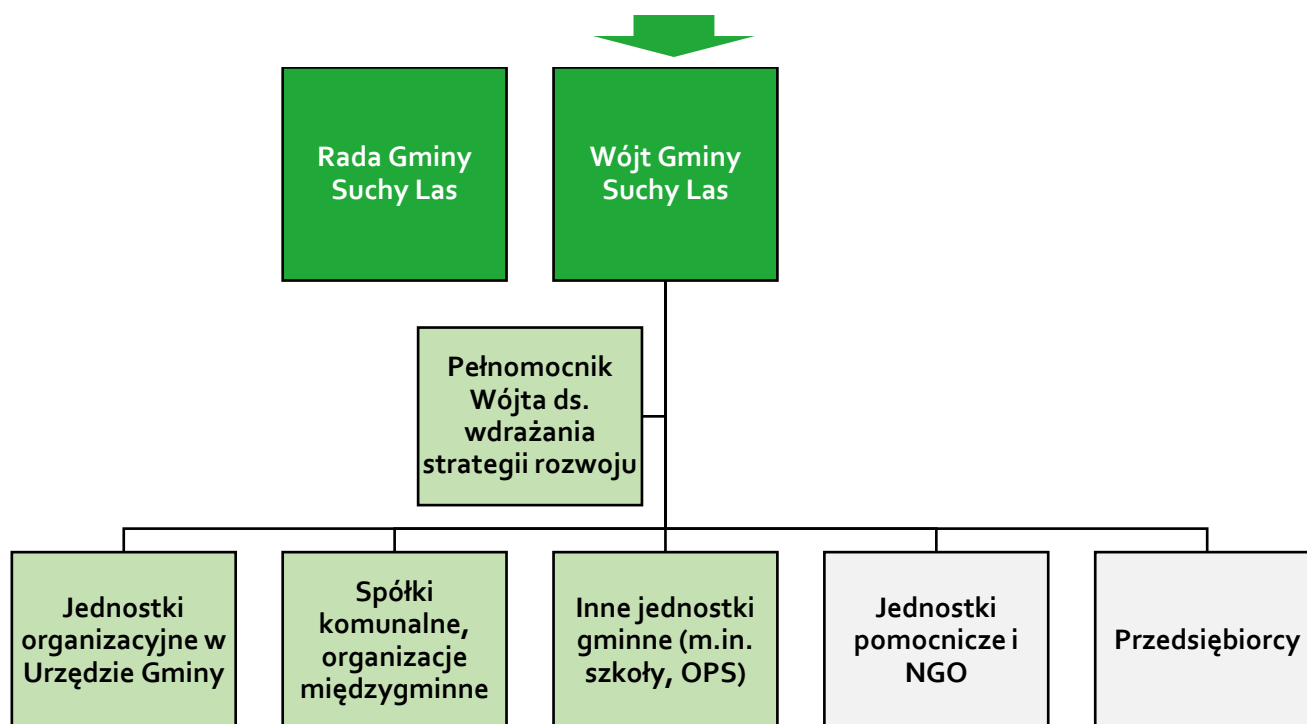 Rada Gminy
Suchy Las
Wójt Gminy
Suchy Las
Pełnomocnik
Wójta ds.
wdrażania
strategii rozwoju
Jednostki
organizacyjne w
Urzędzie Gminy
Spółki
komunalne,
organizacje
międzygminne
Inne jednostki
gminne (m.in.
szkoły, OPS)
Jednostki
pomocnicze i
NGO
Przedsiębiorcy